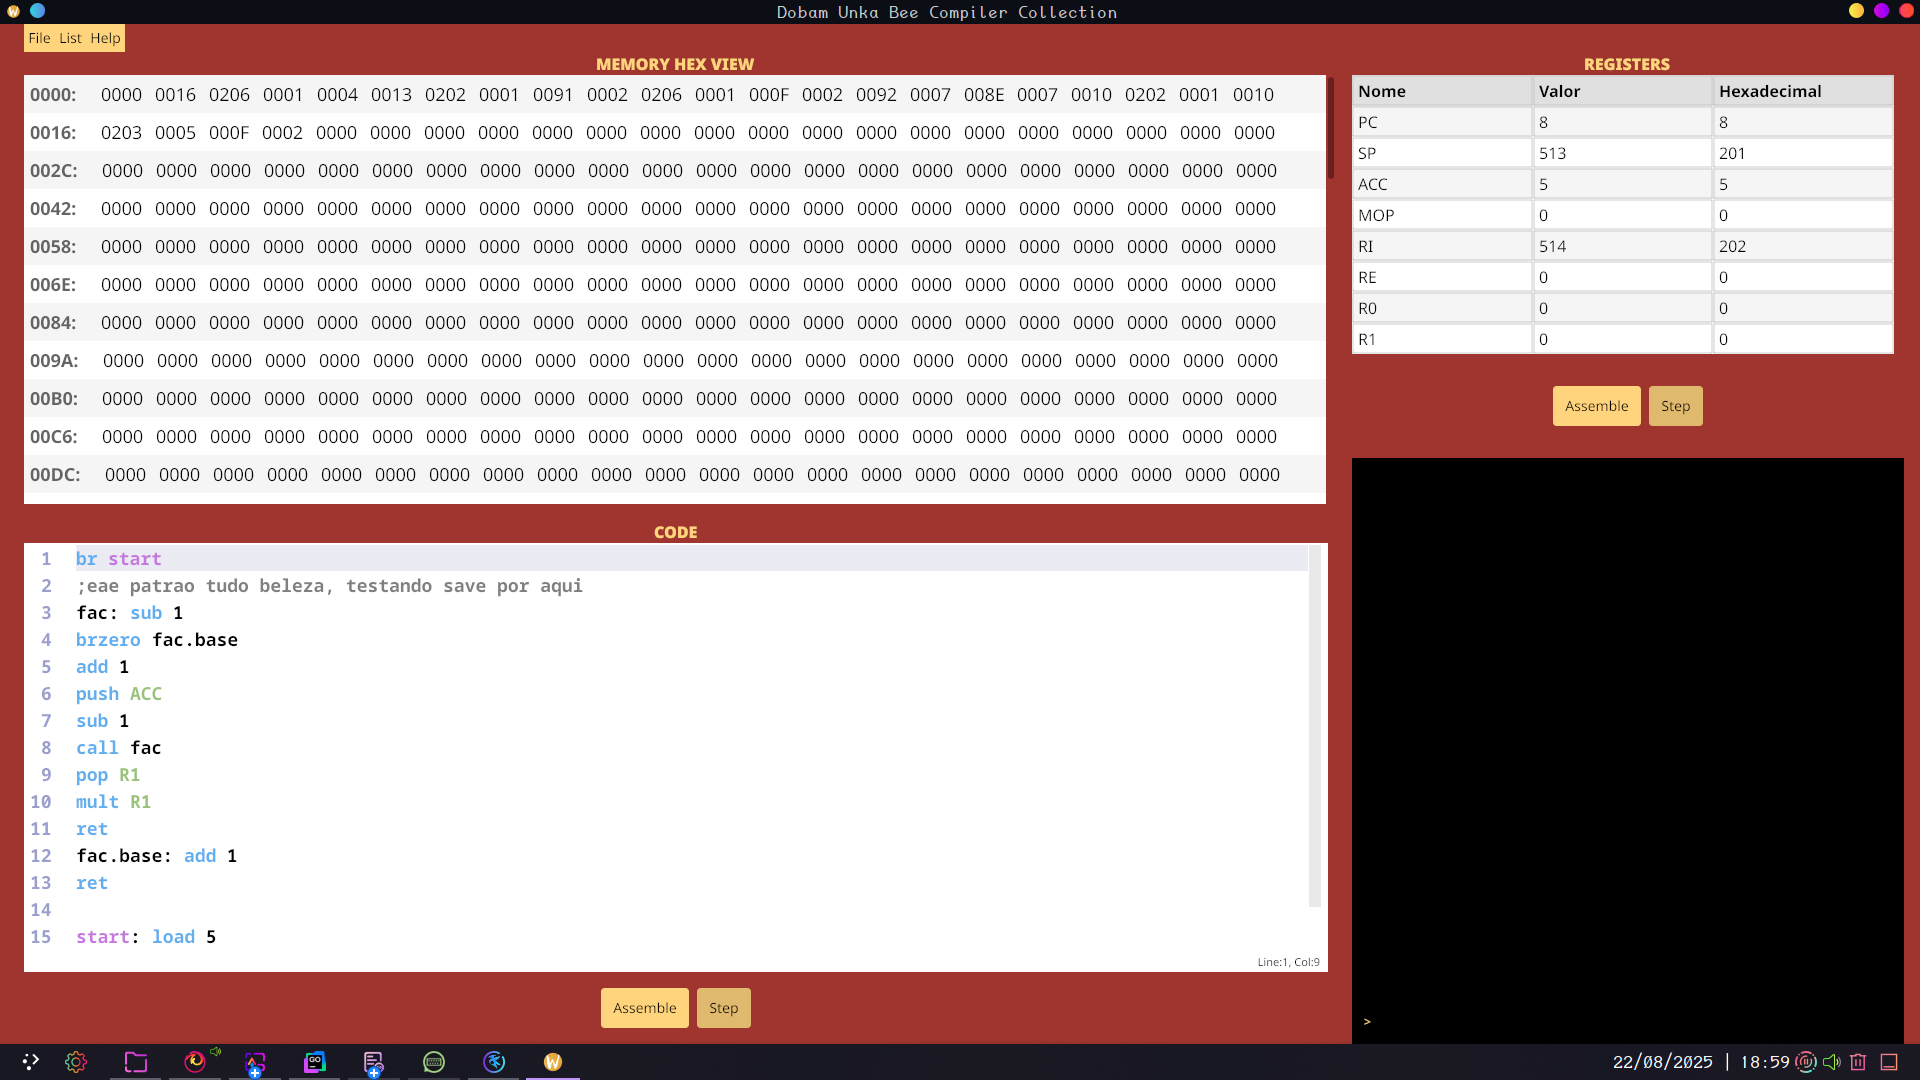 Dobam Unka Bee Compiler Collection
File List Help
MEMORY HEX VIEW
0000: 0000 0016 0206 0001 0004 0013 0202 0001 0091 0002 0206 0001 000F 0002 0092 0007 008E 0007 0010 0202 0001 0010
0016: 0203 0005 000F 0002 0000 0000 0000 0000 0000 0000 0000 0000 0000 0000 0000 0000 0000 0000 0000 0000 0000 0000
002C: 0000 0000 0000 0000 0000 0000 0000 0000 0000 0000 0000 0000 0000 0000 0000 0000 0000 0000 0000 0000 0000 0000
0042: 0000 0000 0000 0000 0000 0000 0000 0000 0000 0000 0000 0000 0000 0000 0000 0000 0000 0000 0000 0000 0000 0000
0058: 0000 0000 0000 0000 0000 0000 0000 0000 0000 0000 0000 0000 0000 0000 0000 0000 0000 0000 0000 0000 0000 0000
006E: 0000 0000 0000 0000 0000 0000 0000 0000 0000 0000 0000 0000 0000 0000 0000 0000 0000 0000 0000 0000 0000 0000
0084: 0000 0000 0000 0000 0000 0000 0000 0000 0000 0000 0000 0000 0000 0000 0000 0000 0000 0000 0000 0000 0000 0000
009A: 0000 0000 0000 0000 0000 0000 0000 0000 0000 0000 0000 0000 0000 0000 0000 0000 0000 0000 0000 0000 0000 0000
00B0: 0000 0000 0000 0000 0000 0000 0000 0000 0000 0000 0000 0000 0000 0000 0000 0000 0000 0000 0000 0000 0000 0000
00C6: 0000 0000 0000 0000 0000 0000 0000 0000 0000 0000 0000 0000 0000 0000 0000 0000 0000 0000 0000 0000 0000 0000
00DC: 0000 0000 0000 0000 0000 0000 0000 0000 0000 0000 0000 0000 0000 0000 0000 0000 0000 0000 0000 0000 0000 0000
REGISTERS
Nome Valor Hexadecimal
PC 8 8
SP 513 201
ACC 5 5
MOP 0 0
RI 514 202
RE 0 0
R0 0 0
R1 0 0
Assemble Step
CODE
1 br start
2 ;eae patrao tudo beleza, testando save por aqui
3 fac: sub 1
4 brzero fac.base
5 add 1
6 push ACC
7 sub 1
8 call fac
9 pop R1
10 mult R1
11 ret
12 fac.base: add 1
13 ret
14
15 start: load 5
Line:1, Col:9
Assemble Step
>
22/08/2025 | 18:59